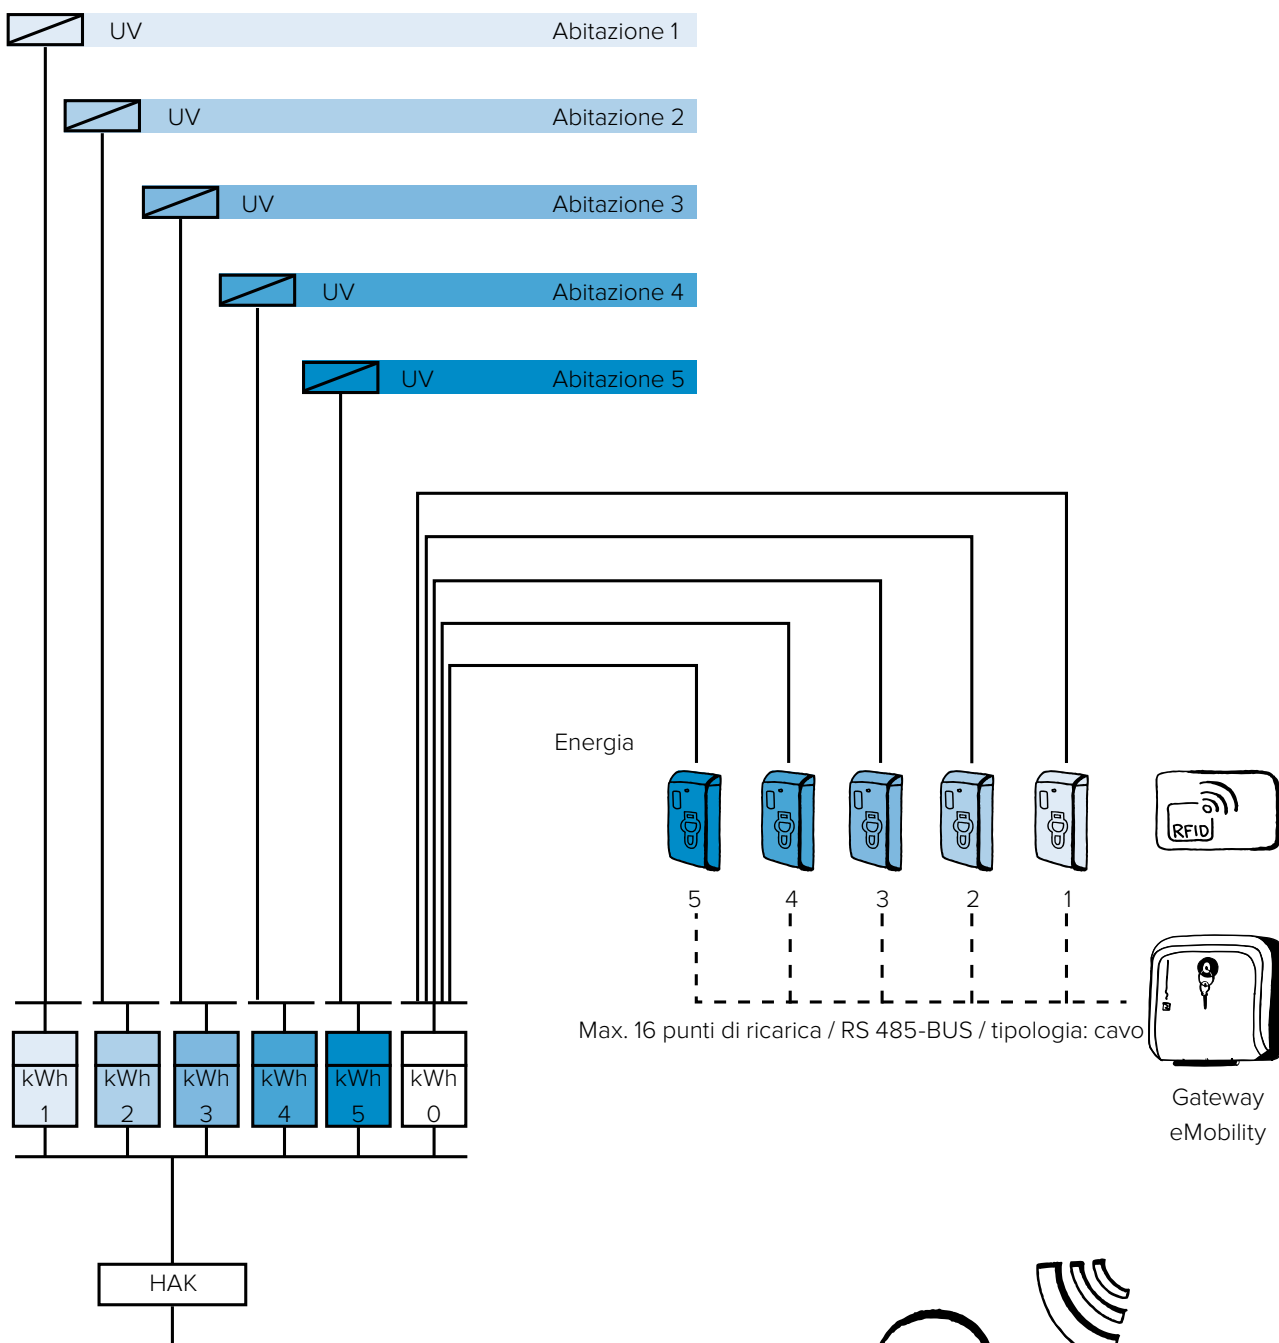 UV Abitazione 1
UV Abitazione 2
UV Abitazione 3
UV Abitazione 4
UV Abitazione 5
Energia
RFID
5 4 3 2 1
Max. 16 punti di ricarica / RS 485-BUS / tipologia: cavo
kWh kWh kWh kWh kWh kWh
1 2 3 4 5 0
Gateway
eMobility
HAK